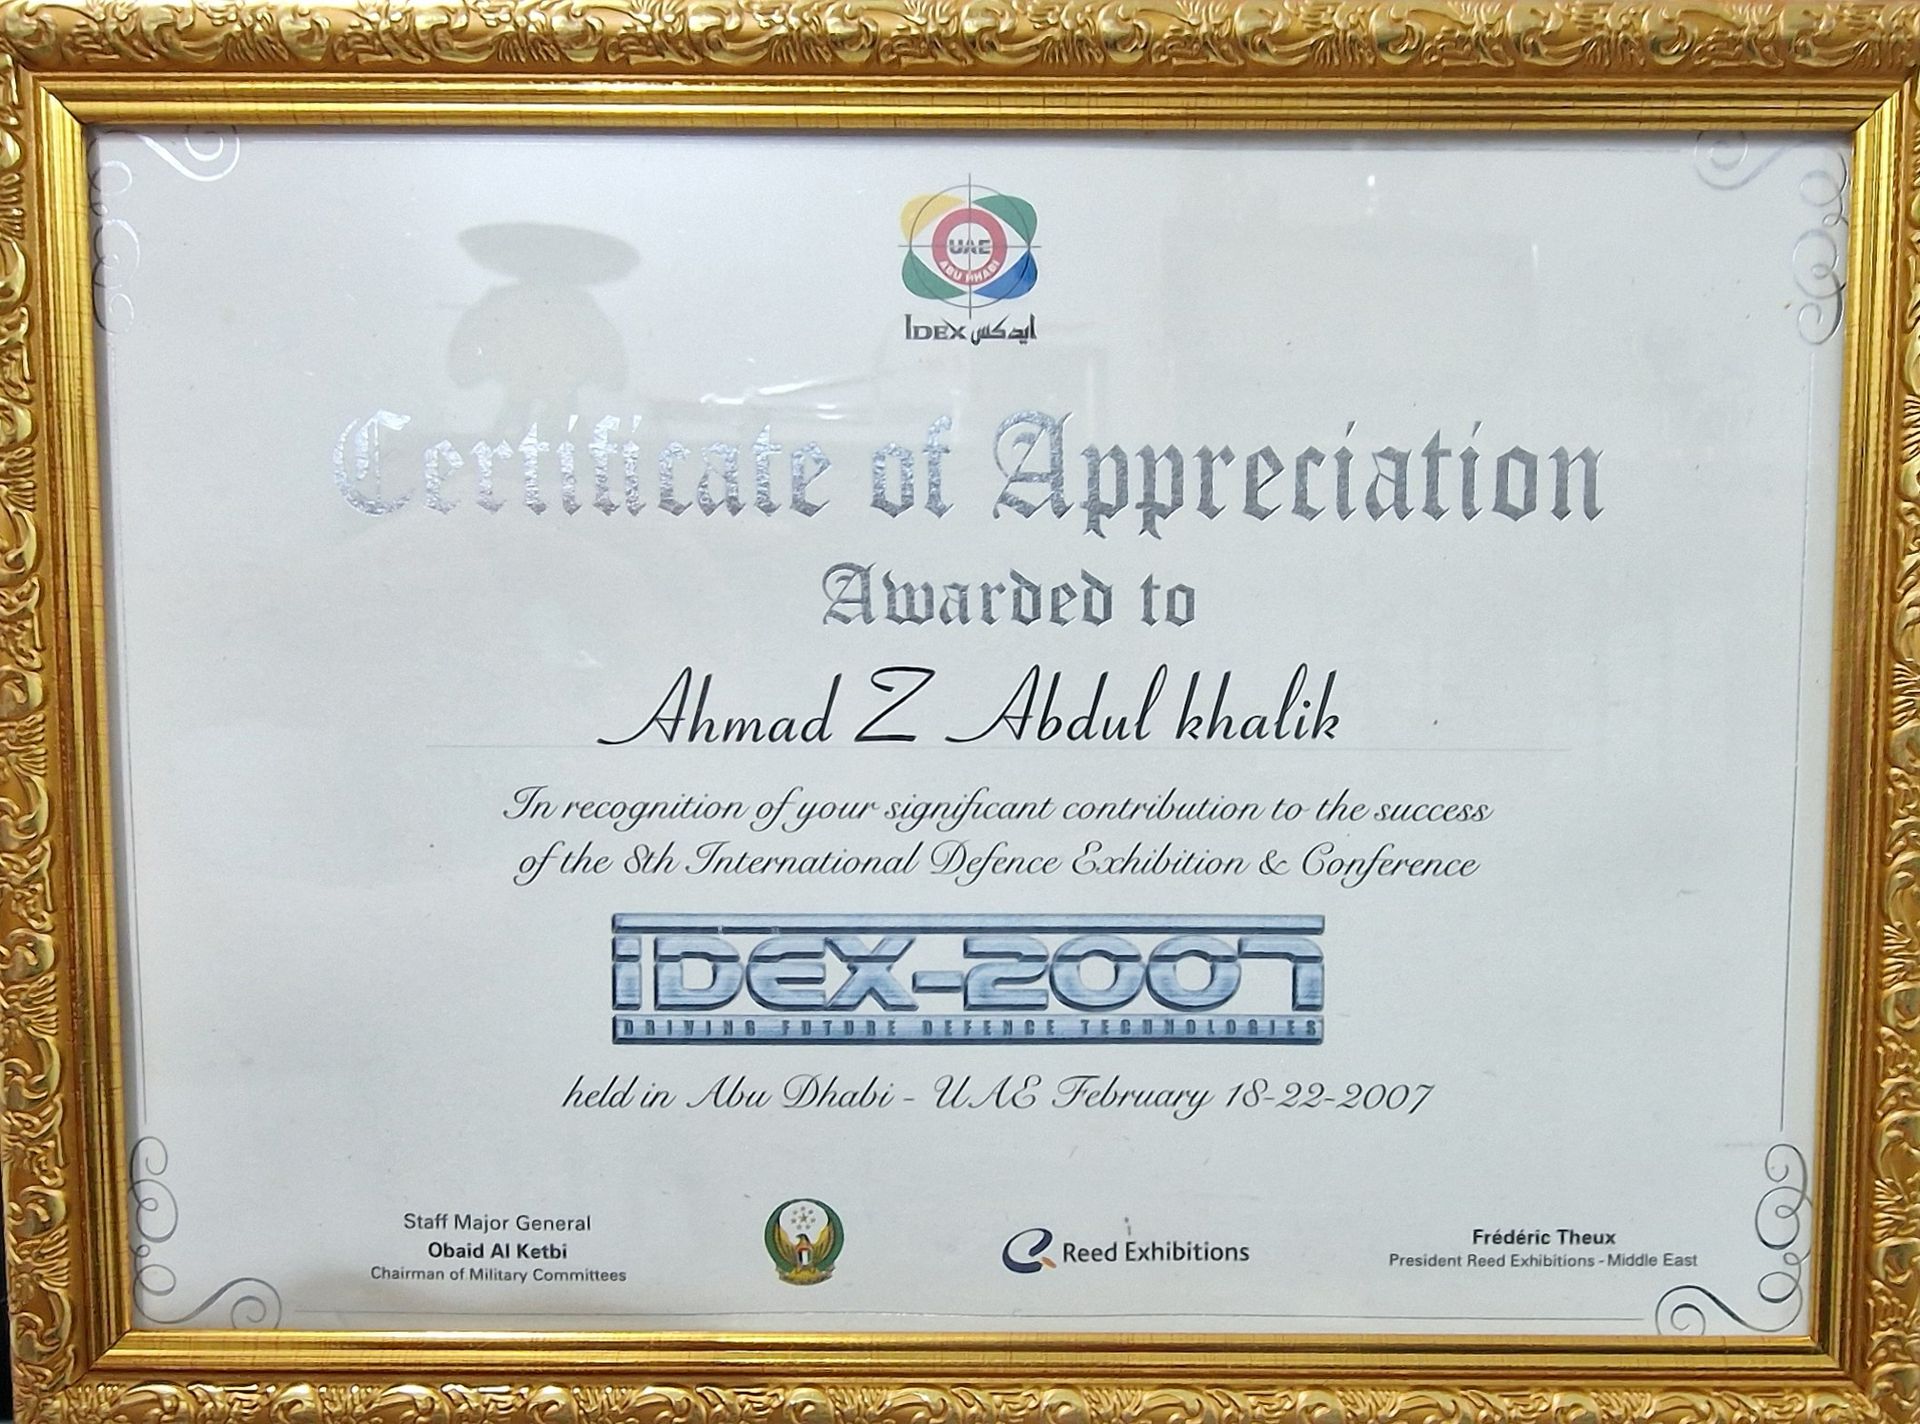 UAE
ABU DHABI
IDEX ايدكس
Certificate of Appreciation
Awarded to
Ahmad Z Abdul khalik
In recognition of your significant contribution to the success
of the 8th International Defence Exhibition & Conference
IDEX-2007
DRIVING FUTURE DEFENCE TECHNOLOGIES
held in Abu Dhabi - UAE February 18-22-2007
Staff Major General
Obaid Al Ketbi
Chairman of Military Committees
Reed Exhibitions
Frédéric Theux
President Reed Exhibitions - Middle East